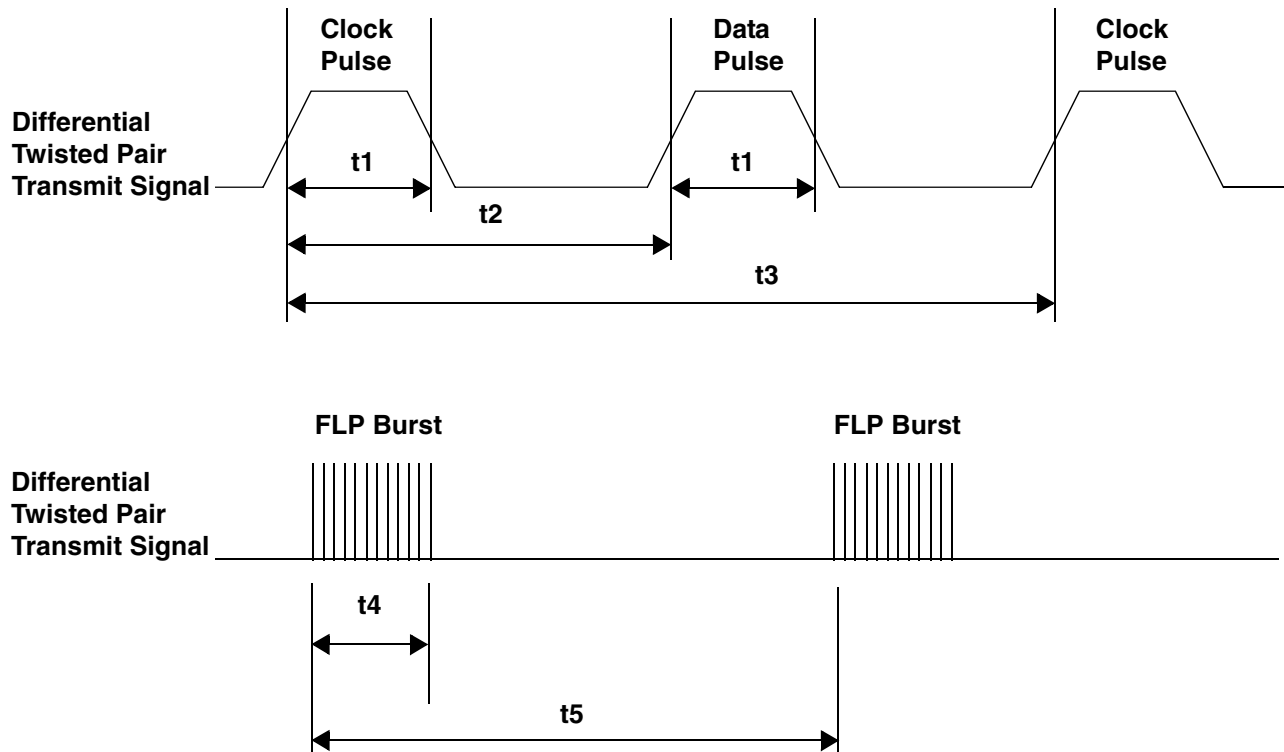 Clock
Pulse
Data
Pulse
Clock
Pulse
Differential
Twisted Pair
Transmit Signal
t1
t1
t2
t3
FLP Burst
FLP Burst
Differential
Twisted Pair
Transmit Signal
t4
t5